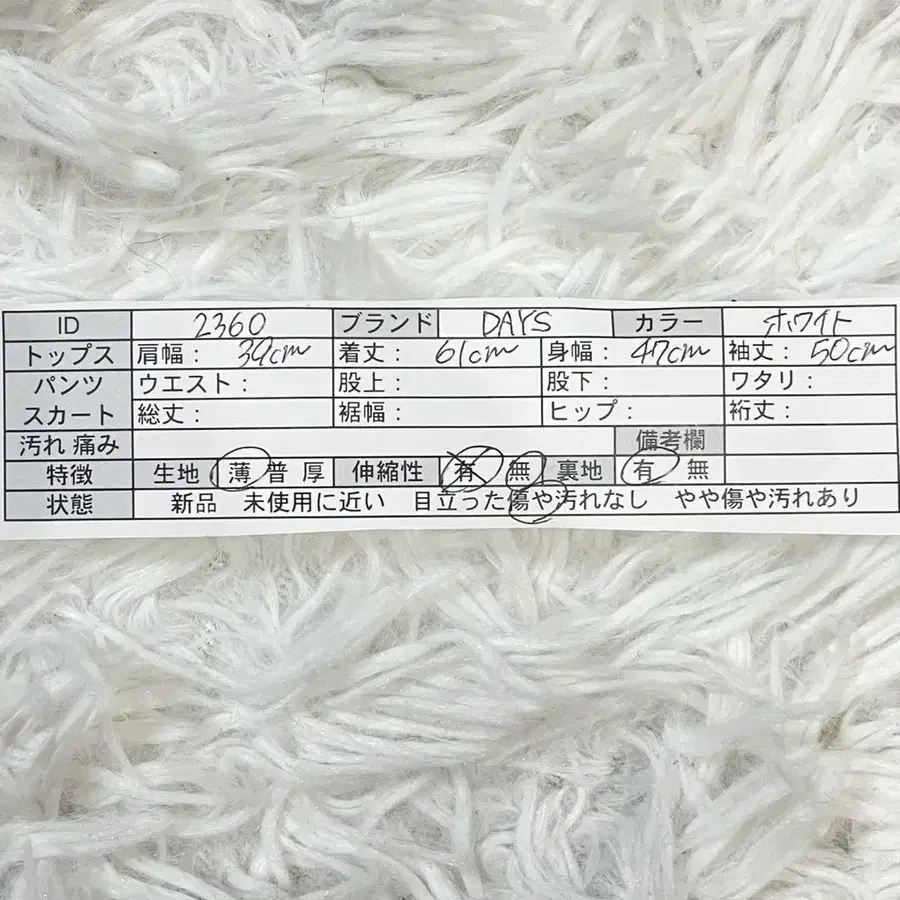 ID 2360 ブランド DAYS カラー ホワイト
トップス 肩幅： 39cm 着丈： 61cm 身幅： 47cm 袖丈： 50cm
パンツ ウエスト： 股上： 股下： ワタリ：
スカート 総丈： 裾幅： ヒップ： 裄丈：
汚れ 痛み 備考欄
特徴 生地 薄 普 厚 伸縮性 有 無 裏地 有 無
状態 新品 未使用に近い 目立った傷や汚れなし やや傷や汚れあり